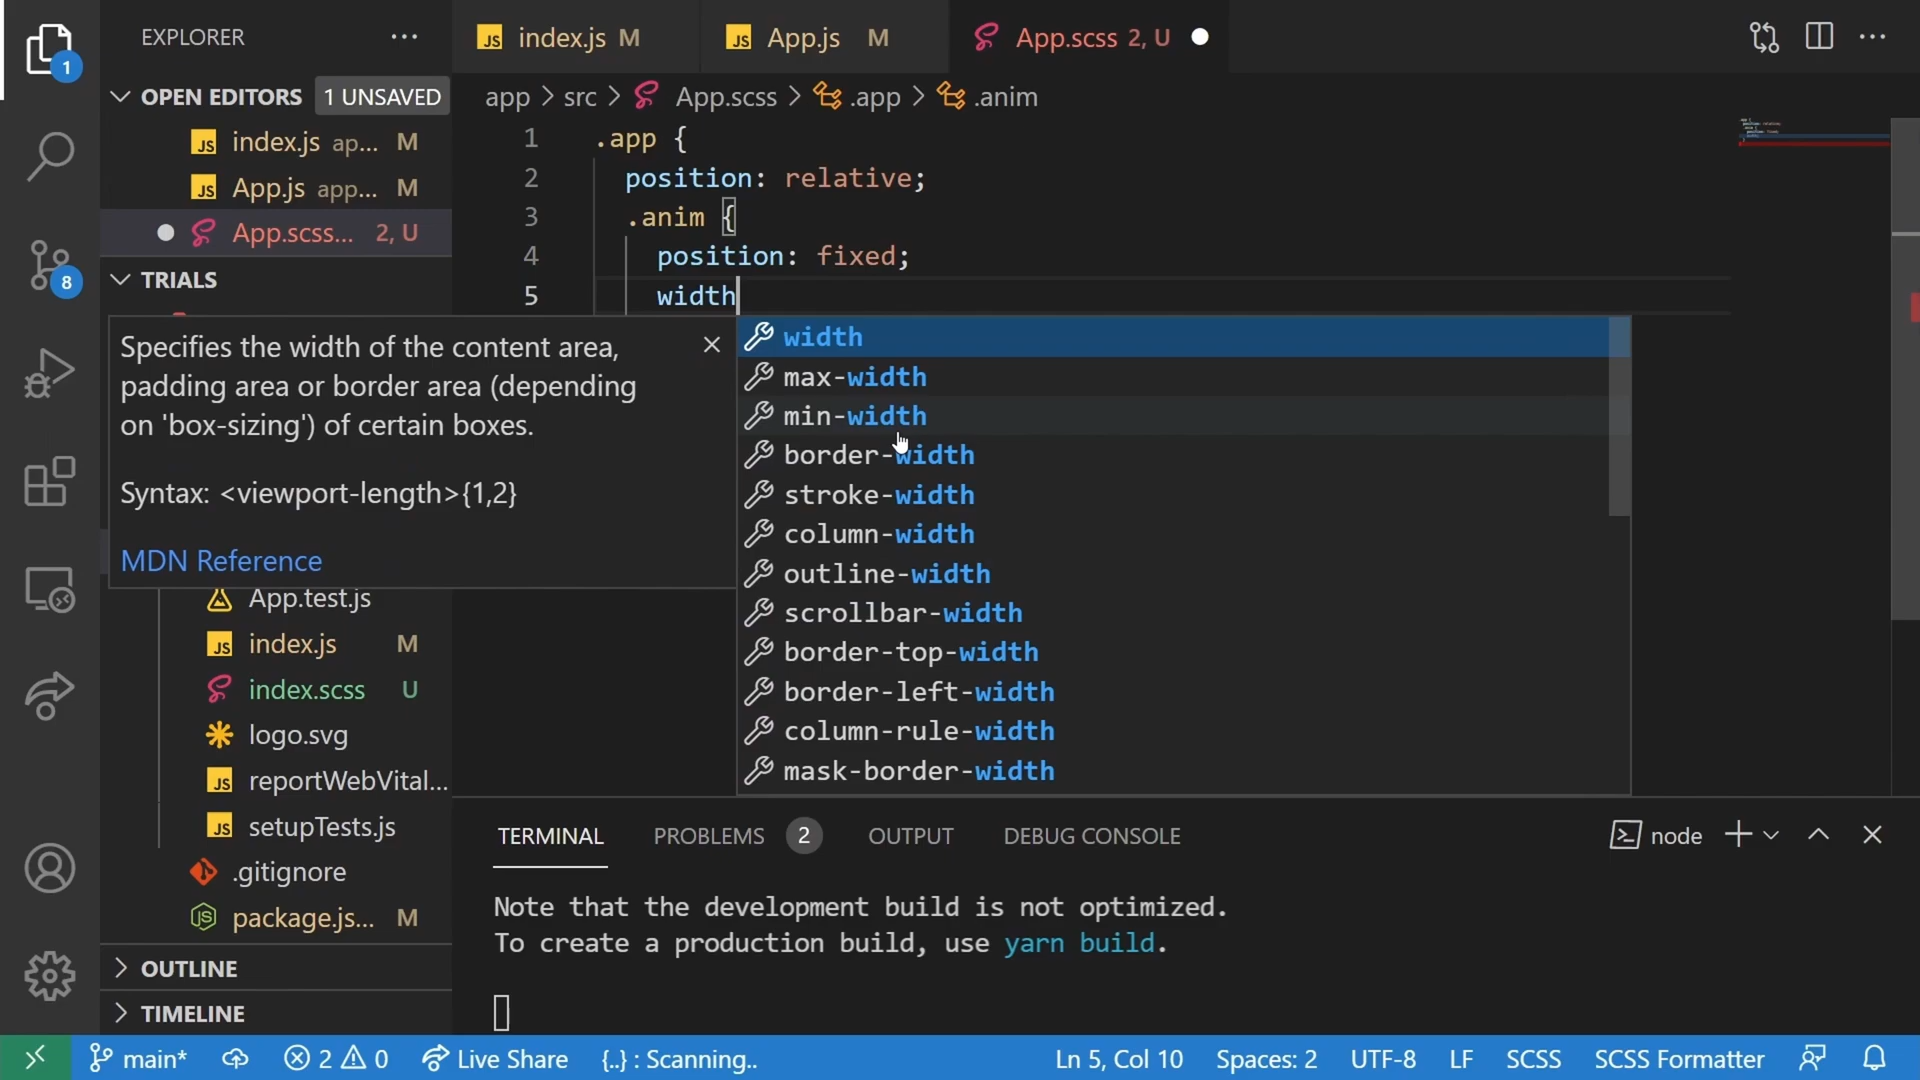 EXPLORER
index.js M
App.js M
App.scss 2, U
1
OPEN EDITORS 1 UNSAVED
app > src > App.scss > .app > .anim
index.js ap... M
App.js app... M
App.scss... 2, U
TRIALS
8
1 .app {
2 position: relative;
3 .anim {
4 position: fixed;
5 width
Specifies the width of the content area,
padding area or border area (depending
on 'box-sizing') of certain boxes.
Syntax: <viewport-length>{1,2}
MDN Reference
width
max-width
min-width
border-width
stroke-width
column-width
outline-width
scrollbar-width
border-top-width
border-left-width
column-rule-width
mask-border-width
App.test.js
JS index.js M
index.scss U
logo.svg
JS reportWebVital...
JS setupTests.js
.gitignore
package.js... M
OUTLINE
TIMELINE
TERMINAL PROBLEMS 2 OUTPUT DEBUG CONSOLE
node
Note that the development build is not optimized.
To create a production build, use yarn build.
main* 2 0 Live Share {..} : Scanning.. Ln 5, Col 10 Spaces: 2 UTF-8 LF SCSS SCSS Formatter